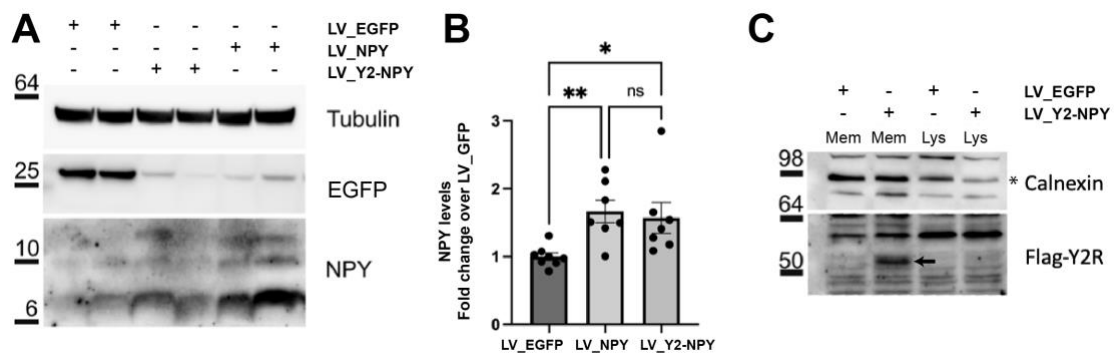 A
+ + - - - - LV_EGFP
- - - - + + LV_NPY
- - + + - - LV_Y2-NPY
64
Tubulin
25
EGFP
10
NPY
6
B
*
** ns
3
2
1
0
NPY levels
Fold change over LV_GFP
LV_EGFP LV_NPY LV_Y2-NPY
C
+ - + - LV_EGFP
- + - + LV_Y2-NPY
Mem Mem Lys Lys
98
* Calnexin
64
50
Flag-Y2R